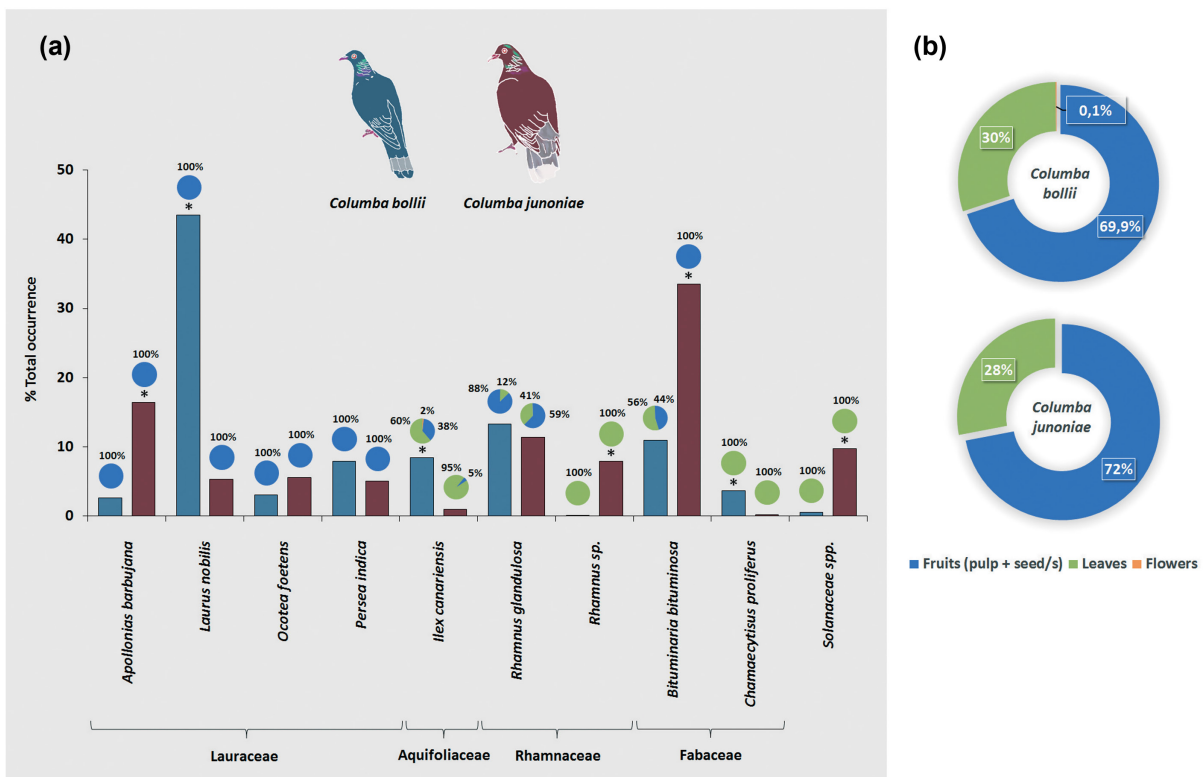 (a)
Columba bollii
Columba junoniae
% Total occurrence
50
40
30
20
10
0
100%
100%
100%
100%
100%
100%
100%
100%
60%
2%
38%
95%
5%
88%
12%
41%
59%
100%
100%
56%
44%
100%
100%
100%
100%
100%
*
*
*
*
*
*
*
Apollonias barbujana
Laurus nobilis
Ocotea foetens
Persea indica
Ilex canariensis
Rhamnus glandulosa
Rhamnus sp.
Bituminaria bituminosa
Chamaecytisus proliferus
Solanaceae spp.
Lauraceae
Aquifoliaceae
Rhamnaceae
Fabaceae
(b)
0,1%
30%
Columba
bollii
69,9%
28%
Columba
junoniae
72%
Fruits (pulp + seed/s) Leaves Flowers